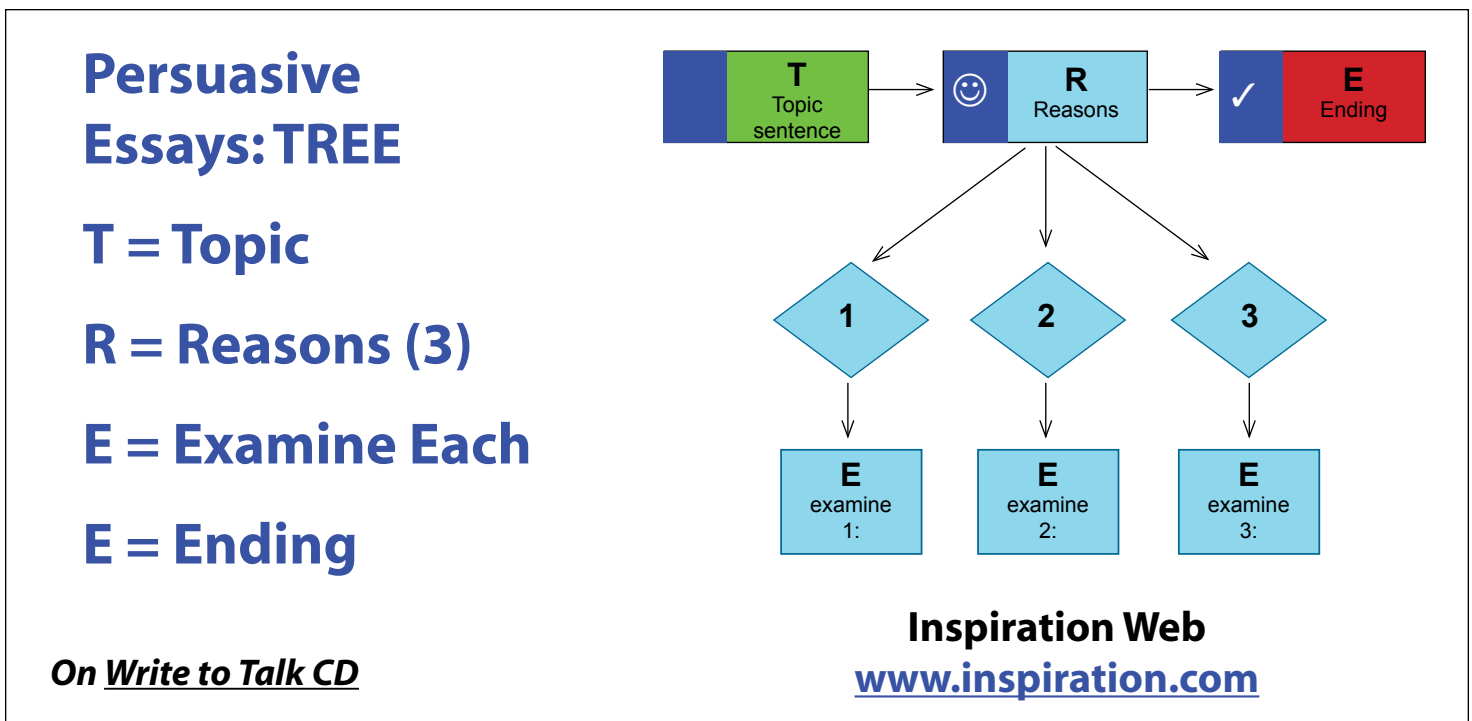 Persuasive
Essays: TREE
T = Topic
R = Reasons (3)
E = Examine Each
E = Ending
On Write to Talk CD
T
Topic
sentence
R
Reasons
E
Ending
1
2
3
E
examine
1:
E
examine
2:
E
examine
3:
Inspiration Web
www.inspiration.com